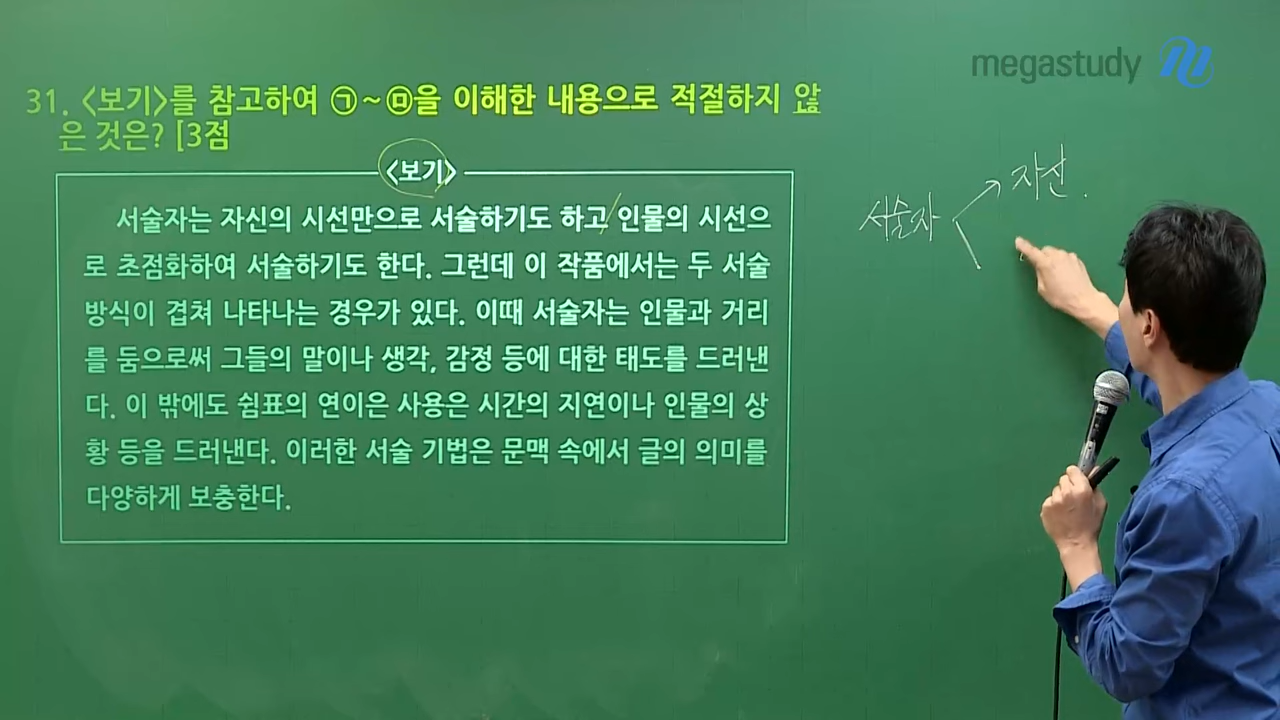 megastudy
31. <보기>를 참고하여 ㉠~㉤을 이해한 내용으로 적절하지 않
은 것은? [3점
<보기>
서술자는 자신의 시선만으로 서술하기도 하고 인물의 시선으
로 초점화하여 서술하기도 한다. 그런데 이 작품에서는 두 서술
방식이 겹쳐 나타나는 경우가 있다. 이때 서술자는 인물과 거리
를 둠으로써 그들의 말이나 생각, 감정 등에 대한 태도를 드러낸
다. 이 밖에도 쉼표의 연이은 사용은 시간의 지연이나 인물의 상
황 등을 드러낸다. 이러한 서술 기법은 문맥 속에서 글의 의미를
다양하게 보충한다.
서술자
자신.